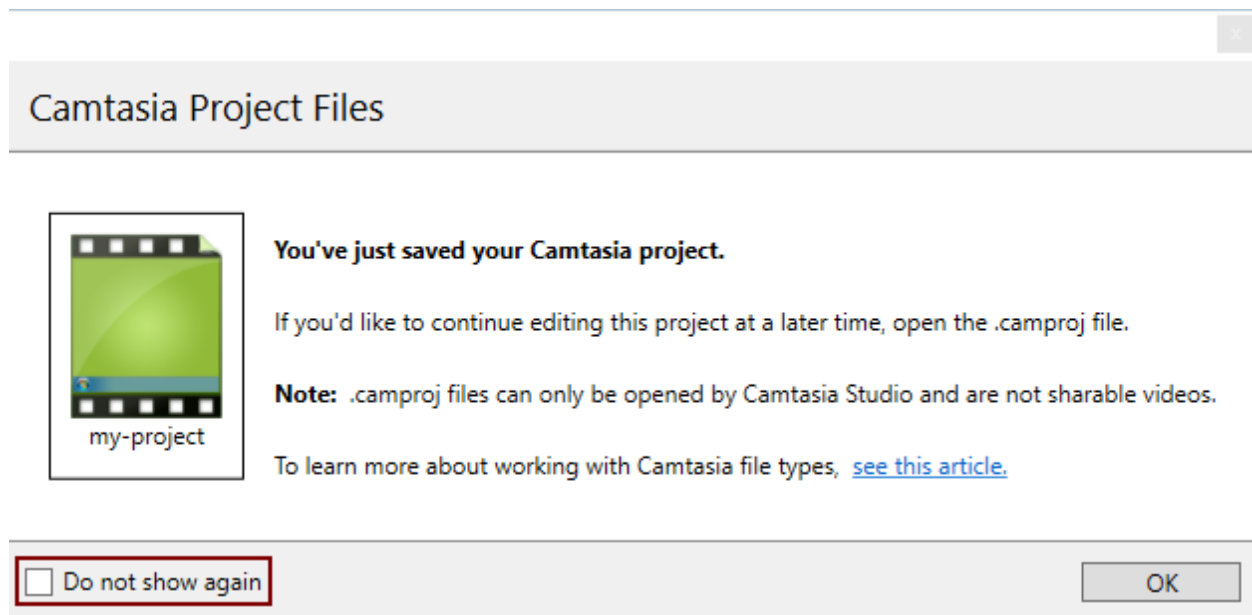 x
Camtasia Project Files
You've just saved your Camtasia project.
If you'd like to continue editing this project at a later time, open the .camproj file.
Note: .camproj files can only be opened by Camtasia Studio and are not sharable videos.
my-project
To learn more about working with Camtasia file types, see this article.
Do not show again
OK